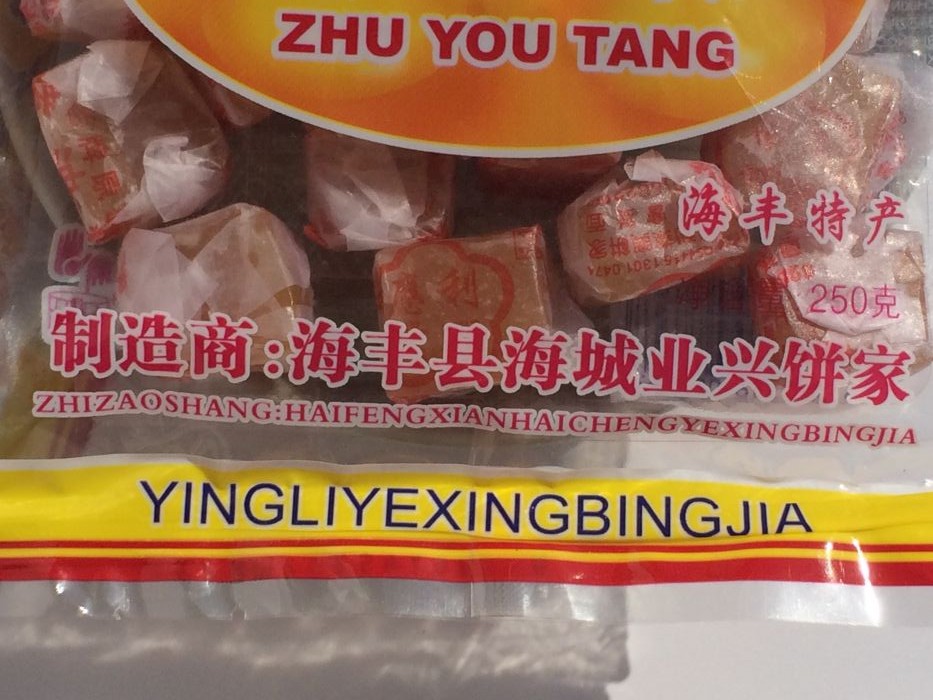 ZHU YOU TANG
海丰特产
利
250克
制造商:海丰县海城业兴饼家
ZHIZAOSHANG:HAIFENGXIANHAICHENGYEXINGBINGJIA
YINGLIYEXINGBINGJIA